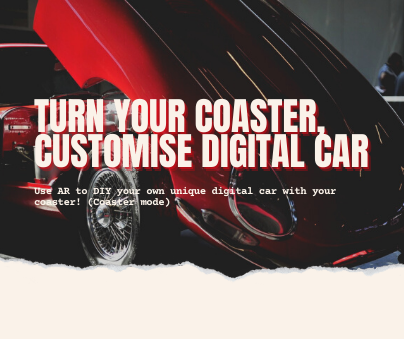 TURN YOUR COASTER,
CUSTOMISE DIGITAL CAR
Use AR to DIY your own unique digital car with your
coaster! (Coaster mode)